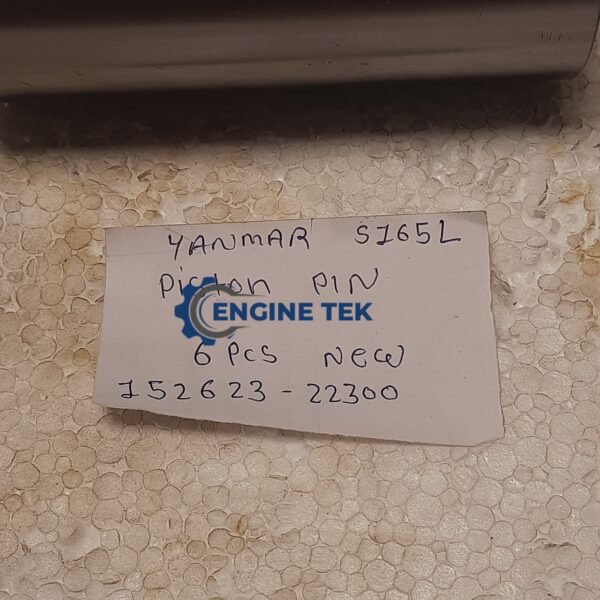 YANMAR S165L
Piston PIN
ENGINE TEK
6 Pcs New
152623-22300